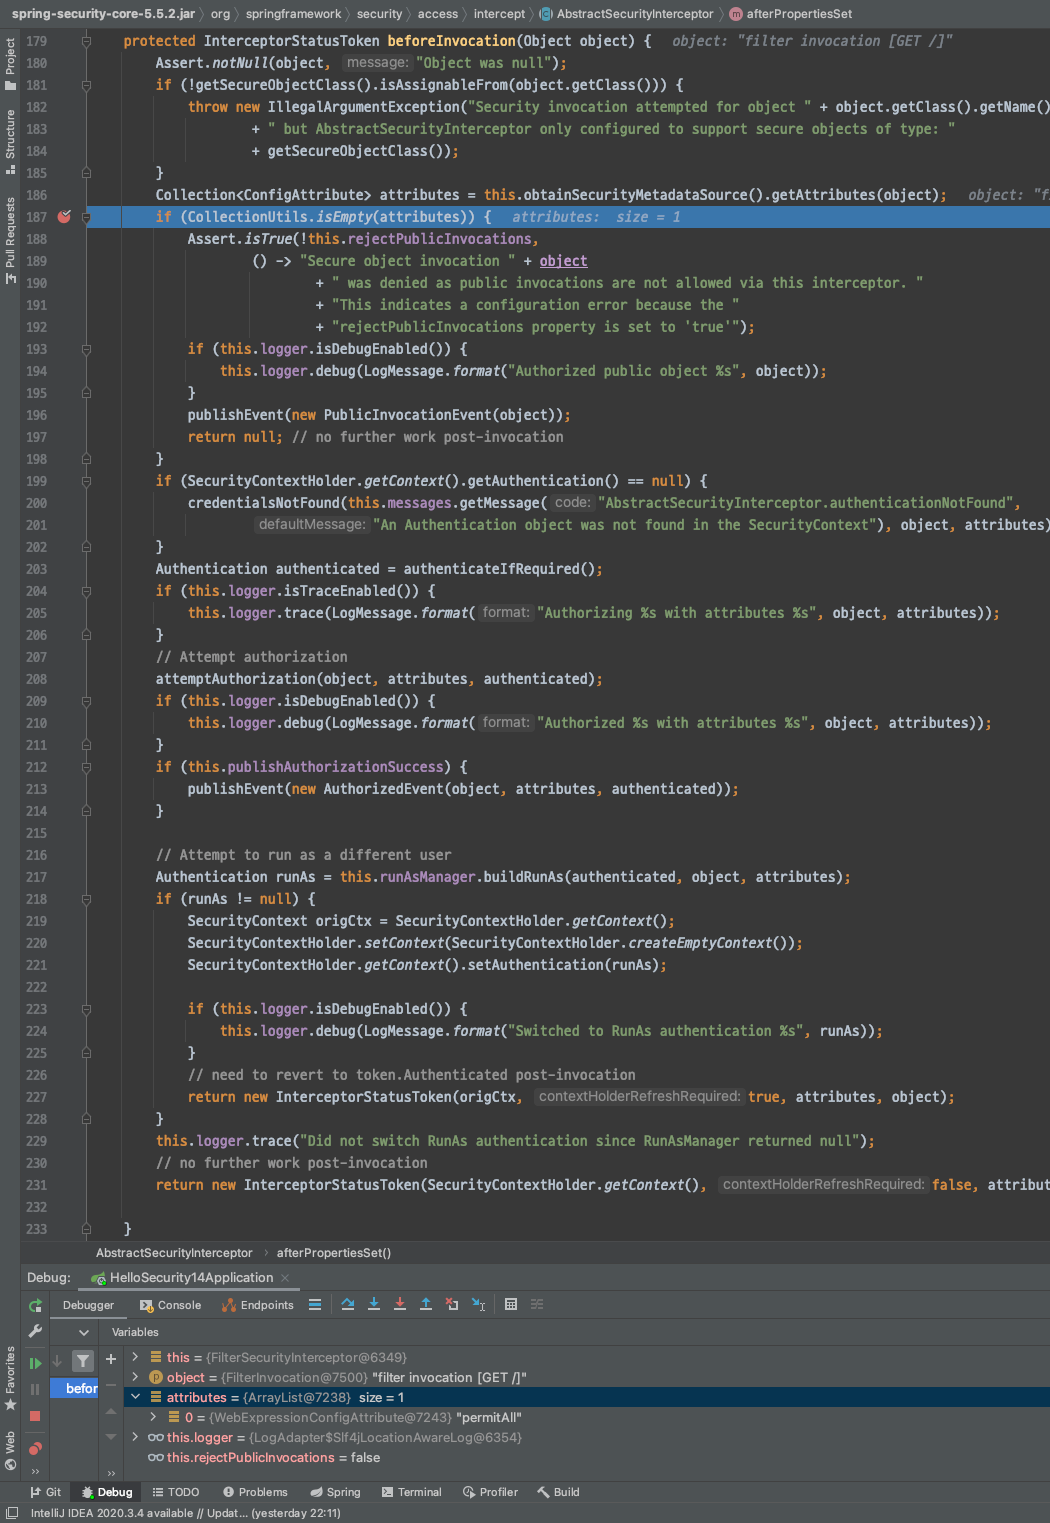 spring-security-core-5.5.2.jar › org › springframework › security › access › intercept › AbstractSecurityInterceptor › afterPropertiesSet
Project
Structure
Pull Requests
179 protected InterceptorStatusToken beforeInvocation(Object object) { object: "filter invocation [GET /]"
180 Assert.notNull(object, message: "Object was null");
181 if (!getSecureObjectClass().isAssignableFrom(object.getClass())) {
182 throw new IllegalArgumentException("Security invocation attempted for object " + object.getClass().getName()
183 + " but AbstractSecurityInterceptor only configured to support secure objects of type: "
184 + getSecureObjectClass());
185 }
186 Collection<ConfigAttribute> attributes = this.obtainSecurityMetadataSource().getAttributes(object); object: "f
187 if (CollectionUtils.isEmpty(attributes)) { attributes: size = 1
188 Assert.isTrue(!this.rejectPublicInvocations,
189 () -> "Secure object invocation " + object
190 + " was denied as public invocations are not allowed via this interceptor. "
191 + "This indicates a configuration error because the "
192 + "rejectPublicInvocations property is set to 'true'");
193 if (this.logger.isDebugEnabled()) {
194 this.logger.debug(LogMessage.format("Authorized public object %s", object));
195 }
196 publishEvent(new PublicInvocationEvent(object));
197 return null; // no further work post-invocation
198 }
199 if (SecurityContextHolder.getContext().getAuthentication() == null) {
200 credentialsNotFound(this.messages.getMessage( code: "AbstractSecurityInterceptor.authenticationNotFound",
201 defaultMessage: "An Authentication object was not found in the SecurityContext"), object, attributes)
202 }
203 Authentication authenticated = authenticateIfRequired();
204 if (this.logger.isTraceEnabled()) {
205 this.logger.trace(LogMessage.format( format: "Authorizing %s with attributes %s", object, attributes));
206 }
207 // Attempt authorization
208 attemptAuthorization(object, attributes, authenticated);
209 if (this.logger.isDebugEnabled()) {
210 this.logger.debug(LogMessage.format( format: "Authorized %s with attributes %s", object, attributes));
211 }
212 if (this.publishAuthorizationSuccess) {
213 publishEvent(new AuthorizedEvent(object, attributes, authenticated));
214 }
215
216 // Attempt to run as a different user
217 Authentication runAs = this.runAsManager.buildRunAs(authenticated, object, attributes);
218 if (runAs != null) {
219 SecurityContext origCtx = SecurityContextHolder.getContext();
220 SecurityContextHolder.setContext(SecurityContextHolder.createEmptyContext());
221 SecurityContextHolder.getContext().setAuthentication(runAs);
222
223 if (this.logger.isDebugEnabled()) {
224 this.logger.debug(LogMessage.format("Switched to RunAs authentication %s", runAs));
225 }
226 // need to revert to token.Authenticated post-invocation
227 return new InterceptorStatusToken(origCtx, contextHolderRefreshRequired: true, attributes, object);
228 }
229 this.logger.trace("Did not switch RunAs authentication since RunAsManager returned null");
230 // no further work post-invocation
231 return new InterceptorStatusToken(SecurityContextHolder.getContext(), contextHolderRefreshRequired: false, attribut
232
233 }
AbstractSecurityInterceptor › afterPropertiesSet()
Debug: HelloSecurity14Application ×
Debugger Console Endpoints
Variables
this = {FilterSecurityInterceptor@6349}
object = {FilterInvocation@7500} "filter invocation [GET /]"
befor
attributes = {ArrayList@7238} size = 1
0 = {WebExpressionConfigAttribute@7243} "permitAll"
this.logger = {LogAdapter$Slf4jLocationAwareLog@6354}
this.rejectPublicInvocations = false
Favorites
Web
Git Debug TODO Problems Spring Terminal Profiler Build
IntelliJ IDEA 2020.3.4 available // Updat... (yesterday 22:11)